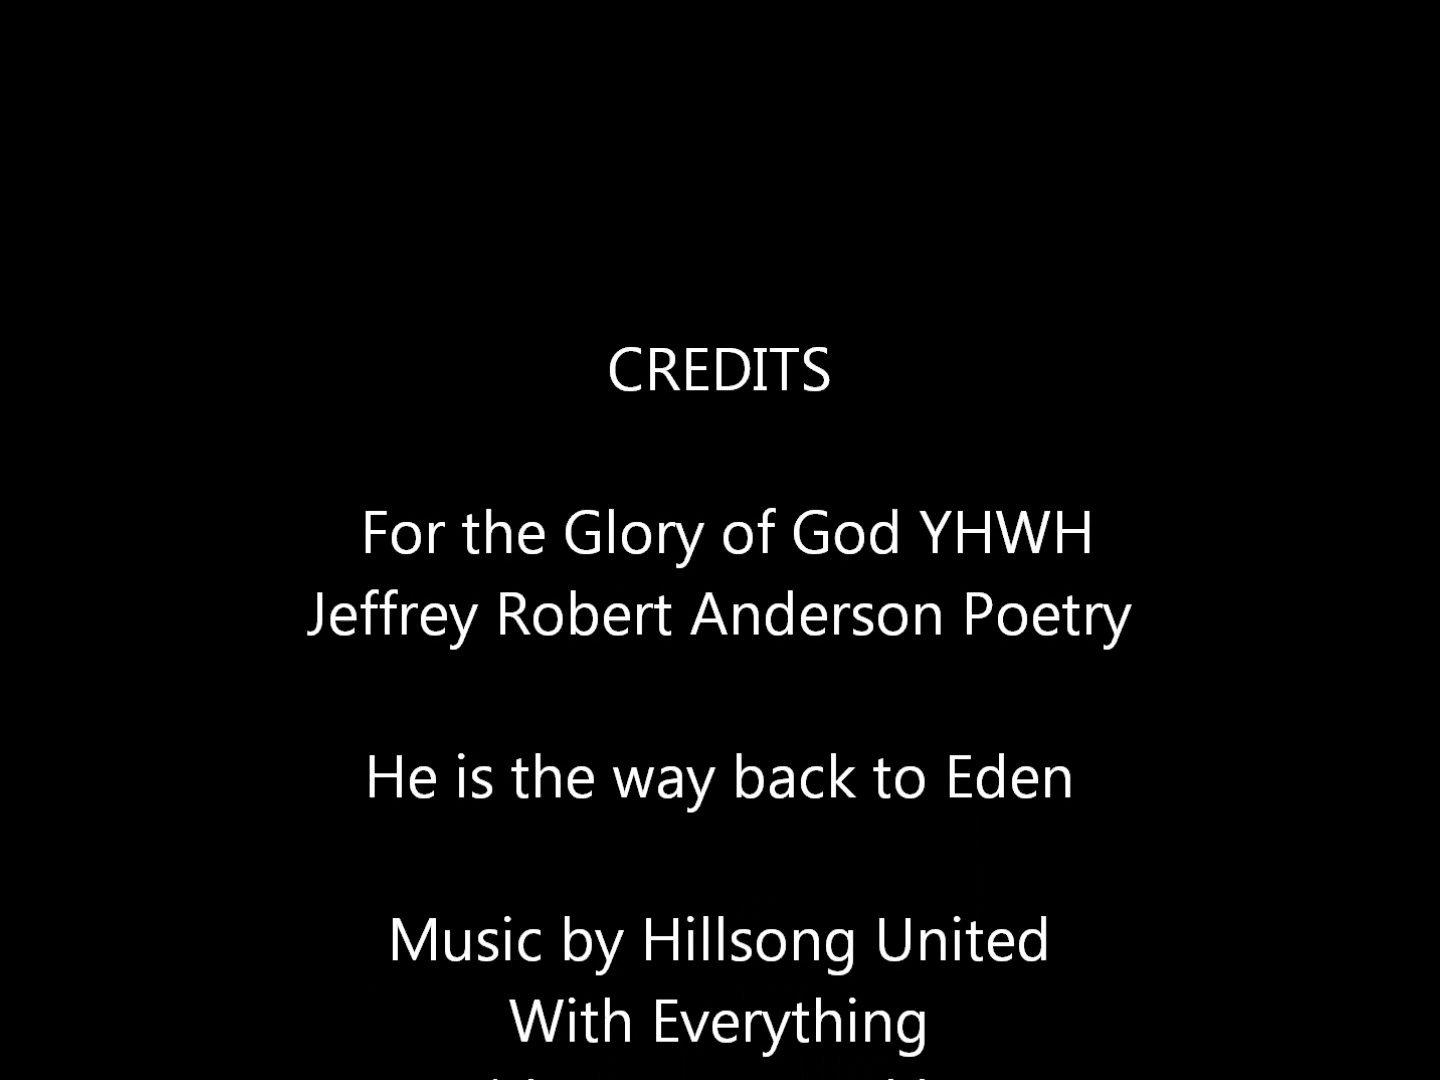 CREDITS
For the Glory of God YHWH
Jeffrey Robert Anderson Poetry
He is the way back to Eden
Music by Hillsong United
With Everything